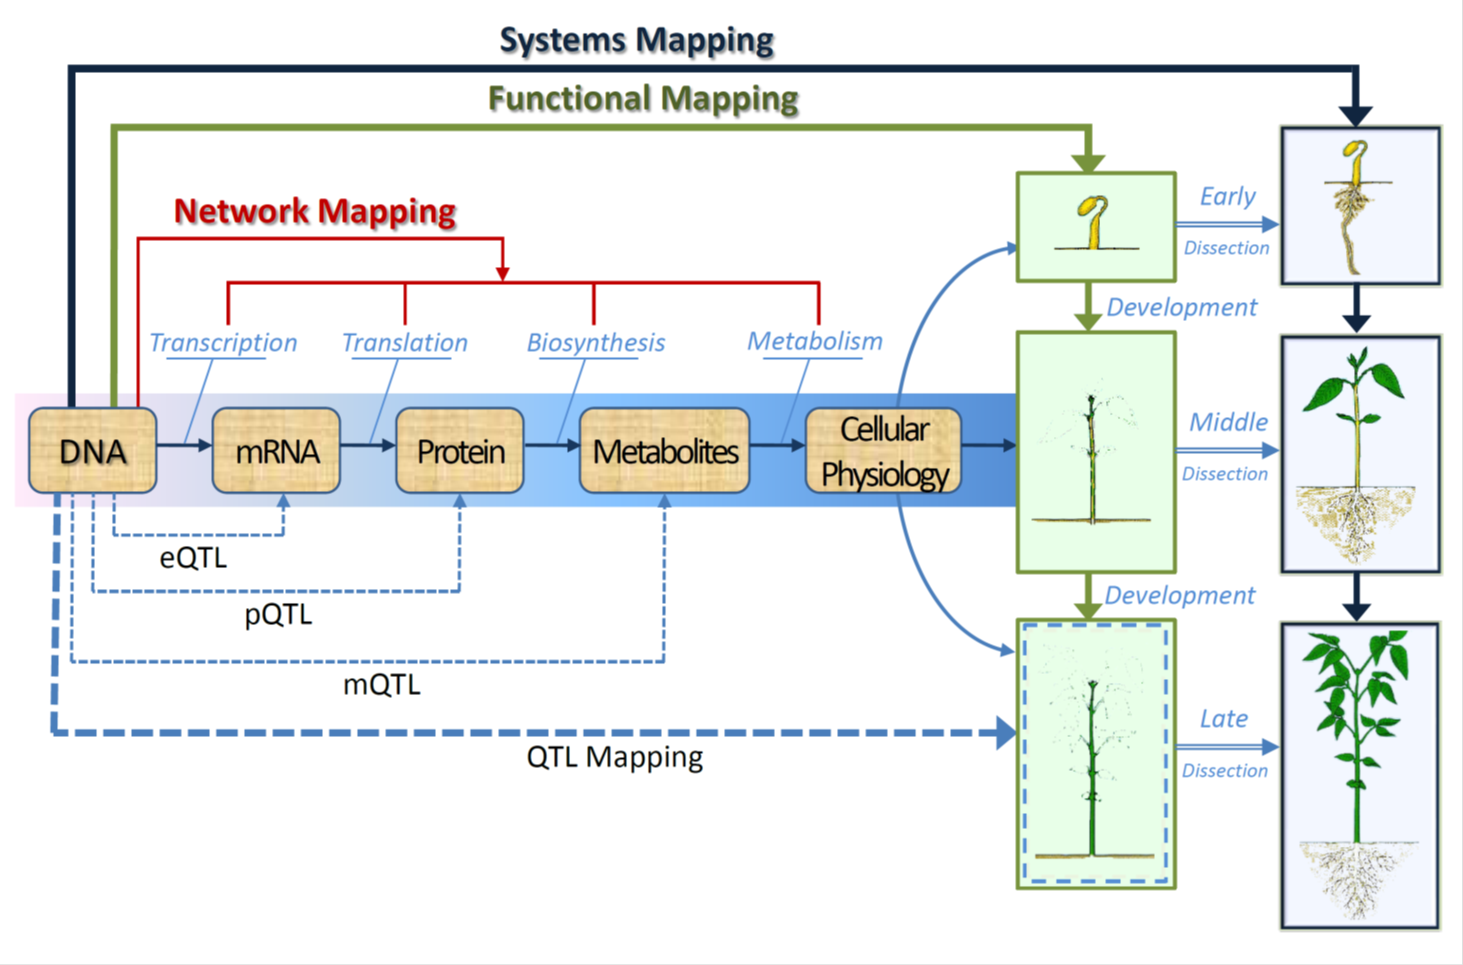 Systems Mapping
Functional Mapping
Network Mapping
Early
Dissection
Development
Transcription
Translation
Biosynthesis
Metabolism
DNA
mRNA
Protein
Metabolites
Cellular
Physiology
Middle
Dissection
eQTL
pQTL
mQTL
QTL Mapping
Development
Late
Dissection